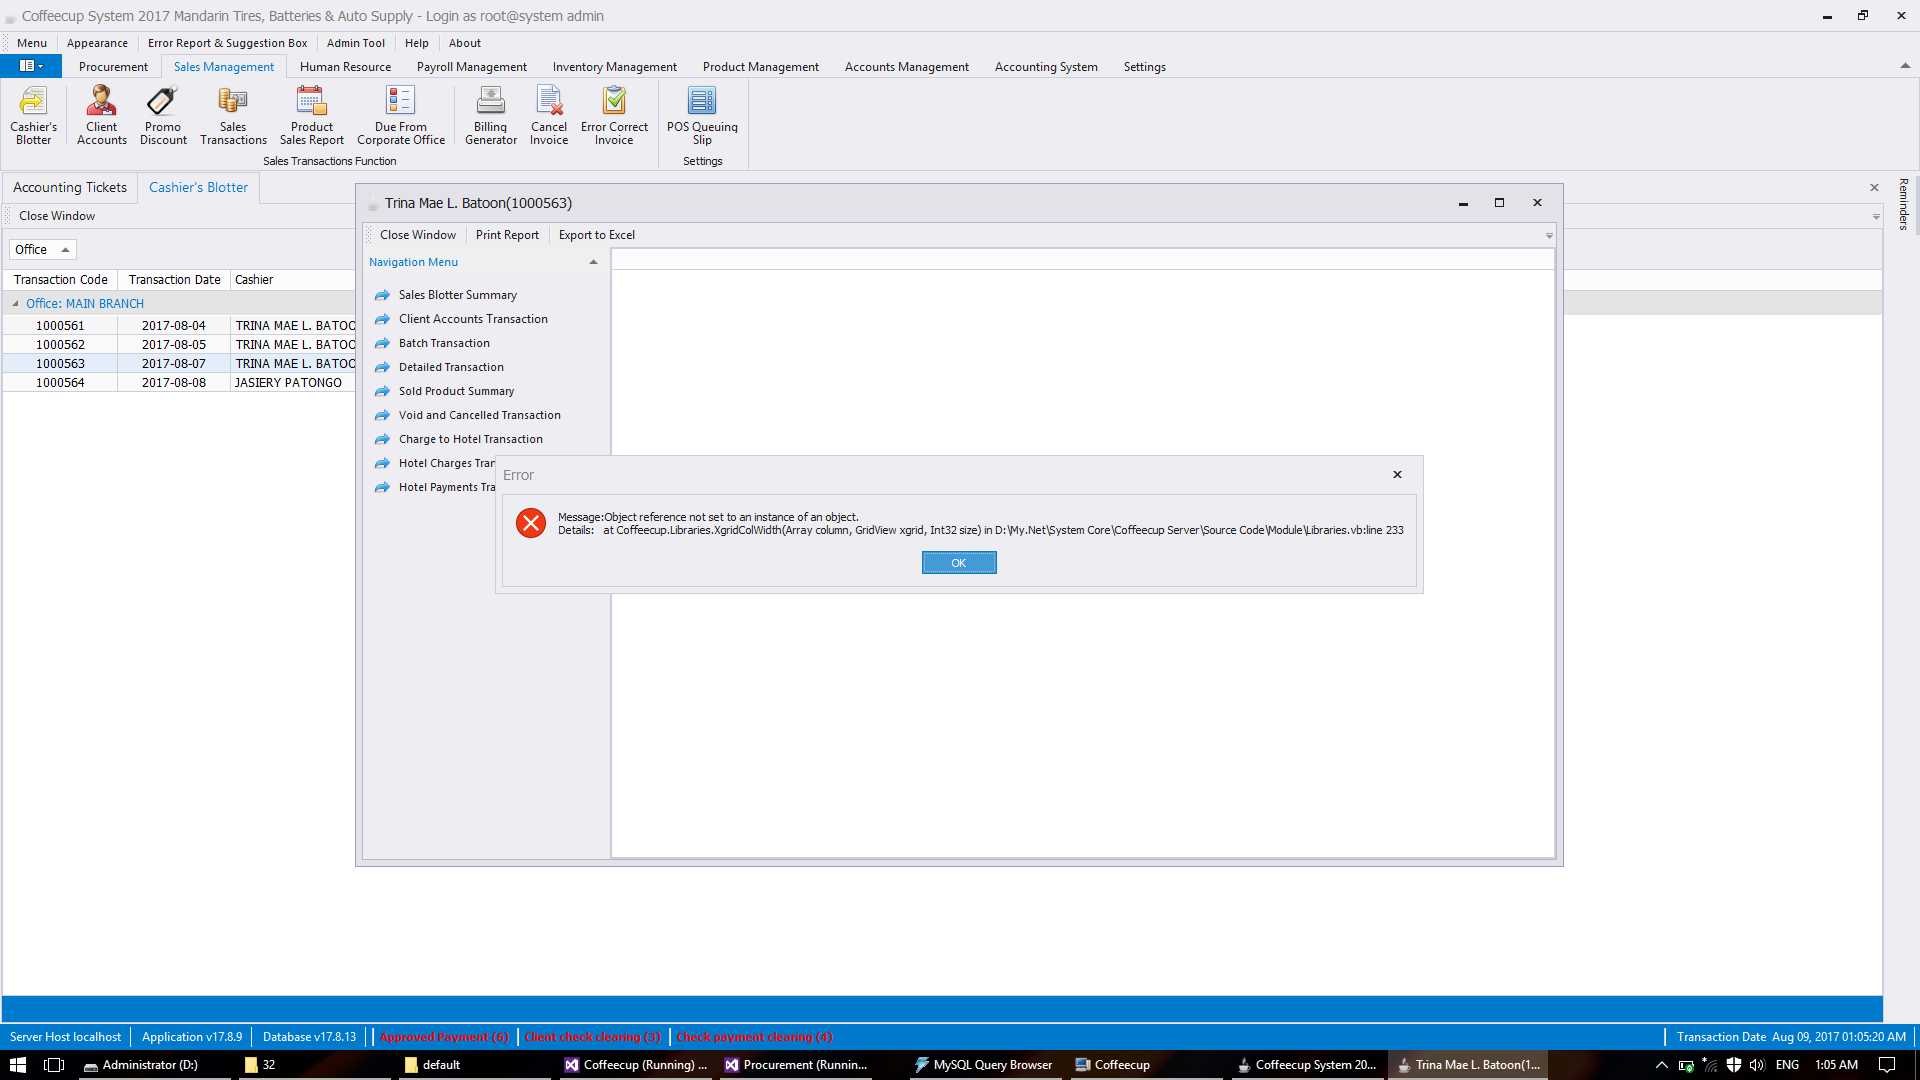 Coffeecup System 2017 Mandarin Tires, Batteries & Auto Supply - Login as root@system admin
Menu Appearance Error Report & Suggestion Box Admin Tool Help About
Procurement Sales Management Human Resource Payroll Management Inventory Management Product Management Accounts Management Accounting System Settings
Cashier's Blotter
Client Accounts
Promo Discount
Sales Transactions
Product Sales Report
Due From Corporate Office
Billing Generator
Cancel Invoice
Error Correct Invoice
POS Queuing Slip
Sales Transactions Function Settings
Accounting Tickets Cashier's Blotter
Reminders
Close Window
Office
Transaction Code Transaction Date Cashier
Office: MAIN BRANCH
1000561 2017-08-04 TRINA MAE L. BATOO
1000562 2017-08-05 TRINA MAE L. BATOO
1000563 2017-08-07 TRINA MAE L. BATOO
1000564 2017-08-08 JASIERY PATONGO
Trina Mae L. Batoon(1000563)
Close Window Print Report Export to Excel
Navigation Menu
Sales Blotter Summary
Client Accounts Transaction
Batch Transaction
Detailed Transaction
Sold Product Summary
Void and Cancelled Transaction
Charge to Hotel Transaction
Hotel Charges Tran
Hotel Payments Tra
Error
Message:Object reference not set to an instance of an object.
Details: at Coffeecup.Libraries.XgridColWidth(Array column, GridView xgrid, Int32 size) in D:\My.Net\System Core\Coffeecup Server\Source Code\Module\Libraries.vb:line 233
OK
Server Host localhost Application v17.8.9 Database v17.8.13 Approved Payment (6) Client check clearing (3) Check payment clearing (4) Transaction Date Aug 09, 2017 01:05:20 AM
Administrator (D:) 32 default Coffeecup (Running) ... Procurement (Runnin... MySQL Query Browser Coffeecup Coffeecup System 20... Trina Mae L. Batoon(1... ENG 1:05 AM